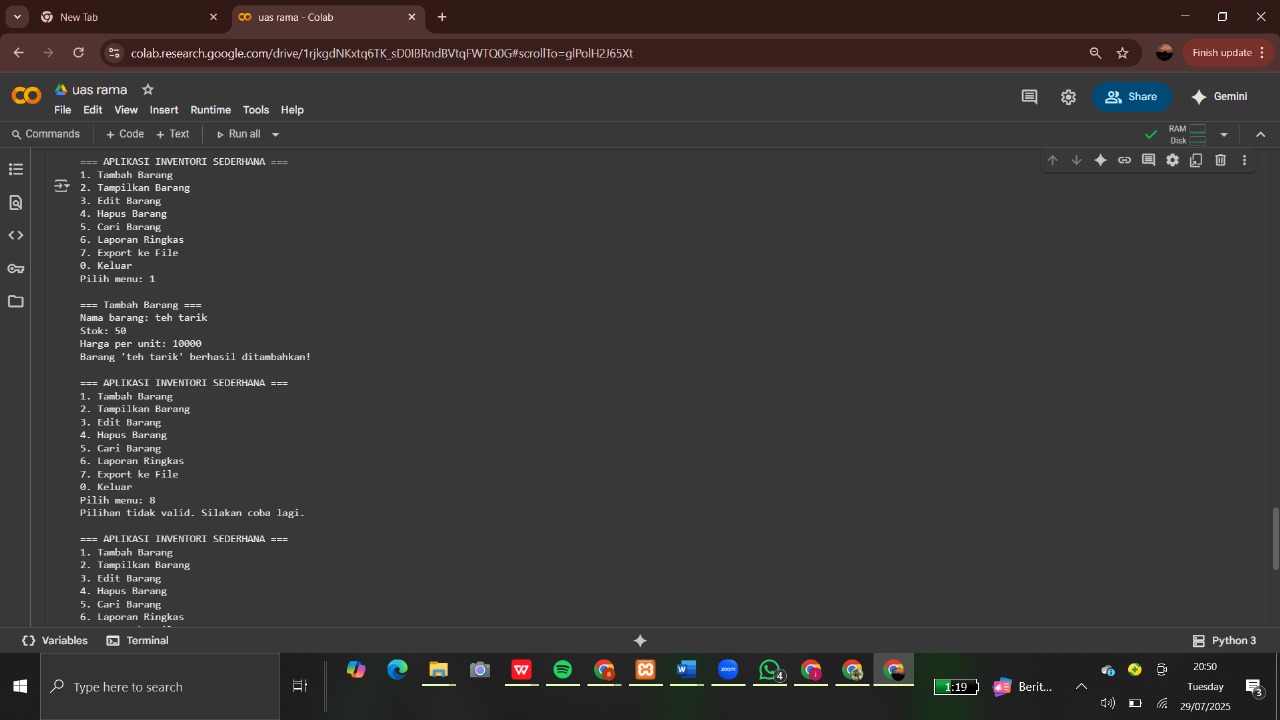 New Tab
uas rama - Colab
colab.research.google.com/drive/1rjkgdNKxtq6TK_sD0IBRndBVtqFWTQ0G#scrollTo=glPolH2J65Xt
Finish update
uas rama
File Edit View Insert Runtime Tools Help
Share
Gemini
Commands + Code + Text Run all
RAM
Disk
=== APLIKASI INVENTORI SEDERHANA ===
1. Tambah Barang
2. Tampilkan Barang
3. Edit Barang
4. Hapus Barang
5. Cari Barang
6. Laporan Ringkas
7. Export ke File
0. Keluar
Pilih menu: 1
=== Tambah Barang ===
Nama barang: teh tarik
Stok: 50
Harga per unit: 10000
Barang 'teh tarik' berhasil ditambahkan!
=== APLIKASI INVENTORI SEDERHANA ===
1. Tambah Barang
2. Tampilkan Barang
3. Edit Barang
4. Hapus Barang
5. Cari Barang
6. Laporan Ringkas
7. Export ke File
0. Keluar
Pilih menu: 8
Pilihan tidak valid. Silakan coba lagi.
=== APLIKASI INVENTORI SEDERHANA ===
1. Tambah Barang
2. Tampilkan Barang
3. Edit Barang
4. Hapus Barang
5. Cari Barang
6. Laporan Ringkas
Variables Terminal
Python 3
Type here to search
zoom
4
1:19
Berit...
20:50
Tuesday
29/07/2025
3